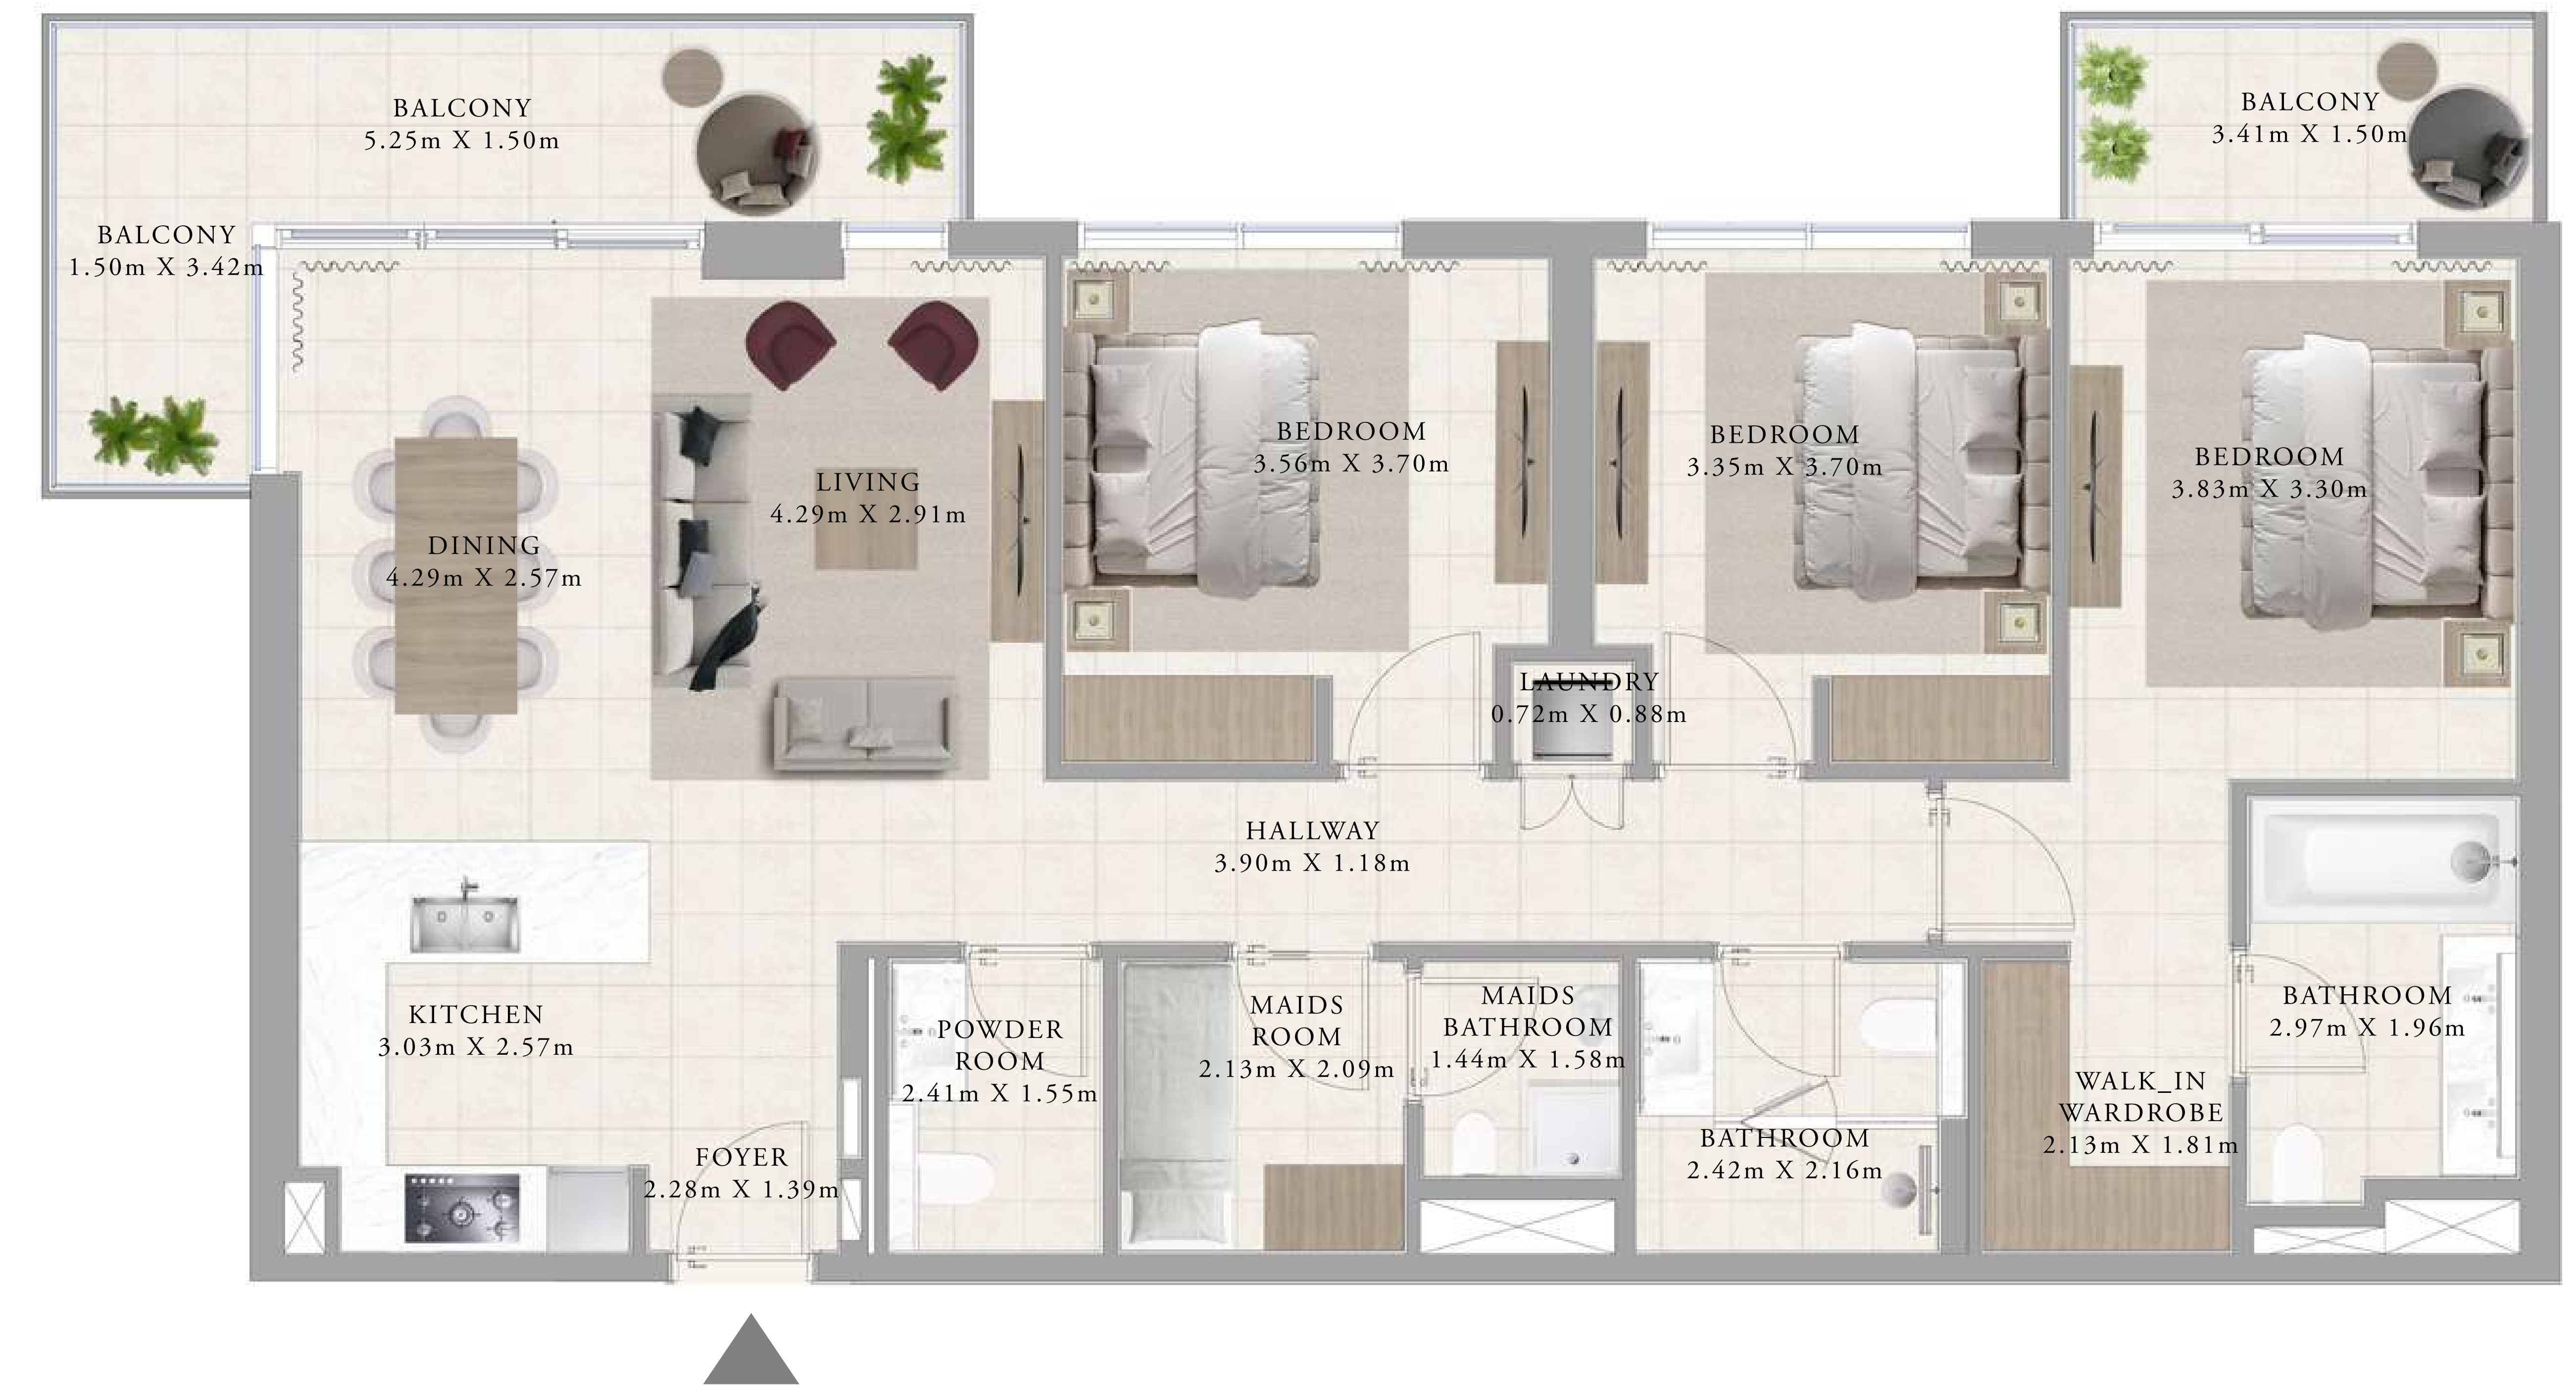 BALCONY
5.25m X 1.50m
BALCONY
3.41m X 1.50m
BALCONY
1.50m X 3.42m
BEDROOM
3.56m X 3.70m
BEDROOM
3.35m X 3.70m
BEDROOM
3.83m X 3.30m
LIVING
4.29m X 2.91m
DINING
4.29m X 2.57m
LAUNDRY
0.72m X 0.88m
HALLWAY
3.90m X 1.18m
KITCHEN
3.03m X 2.57m
FOYER
2.28m X 1.39m
POWDER
ROOM
2.41m X 1.55m
MAIDS
ROOM
2.13m X 2.09m
MAIDS
BATHROOM
1.44m X 1.58m
BATHROOM
2.42m X 2.16m
WALK_IN
WARDROBE
2.13m X 1.81m
BATHROOM
2.97m X 1.96m